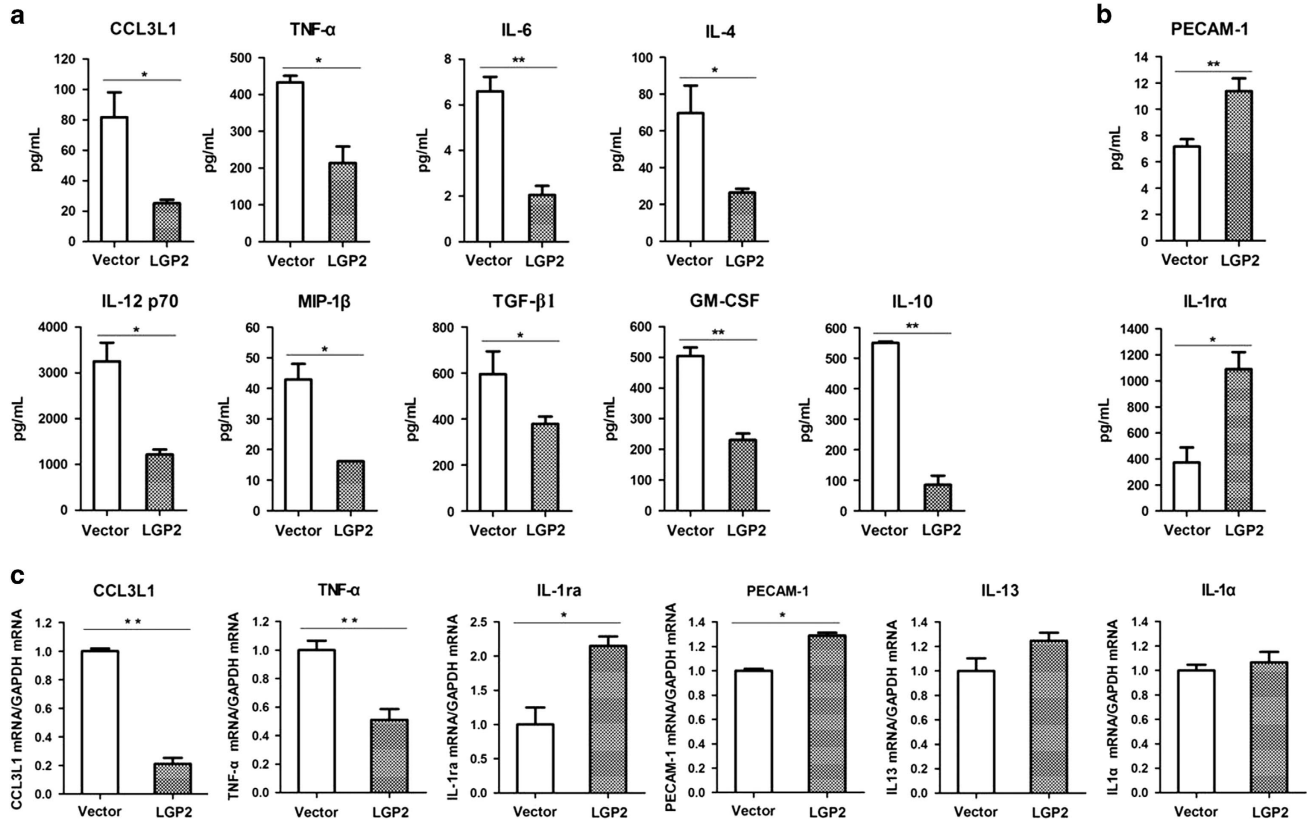 a
CCL3L1
120
100
80
60
40
20
0
pg/mL
*
Vector LGP2
TNF-α
500
400
300
200
100
0
pg/mL
*
Vector LGP2
IL-6
8
6
4
2
0
pg/mL
**
Vector LGP2
IL-4
100
80
60
40
20
0
pg/mL
*
Vector LGP2
b
PECAM-1
14
12
10
8
6
4
2
0
pg/mL
**
Vector LGP2
IL-12 p70
4000
3000
2000
1000
0
pg/mL
*
Vector LGP2
MIP-1β
60
50
40
30
20
10
0
pg/mL
*
Vector LGP2
TGF-β1
800
600
400
200
0
pg/mL
*
Vector LGP2
GM-CSF
600
500
400
300
200
100
0
pg/mL
**
Vector LGP2
IL-10
600
500
400
300
200
100
0
pg/mL
**
Vector LGP2
IL-1rα
1400
1200
1000
800
600
400
200
0
pg/mL
*
Vector LGP2
c
CCL3L1
1.2
1.0
0.8
0.6
0.4
0.2
0.0
CCL3L1 mRNA/GAPDH mRNA
**
Vector LGP2
TNF-α
1.2
1.0
0.8
0.6
0.4
0.2
0.0
TNF-α mRNA/GAPDH mRNA
**
Vector LGP2
IL-1ra
2.5
2.0
1.5
1.0
0.5
0.0
IL-1ra mRNA/GAPDH mRNA
*
Vector LGP2
PECAM-1
1.4
1.2
1.0
0.8
0.6
0.4
0.2
0.0
PECAM-1 mRNA/GAPDH mRNA
*
Vector LGP2
IL-13
1.4
1.2
1.0
0.8
0.6
0.4
0.2
0.0
IL13 mRNA/GAPDH mRNA
Vector LGP2
IL-1α
1.4
1.2
1.0
0.8
0.6
0.4
0.2
0.0
IL1α mRNA/GAPDH mRNA
Vector LGP2